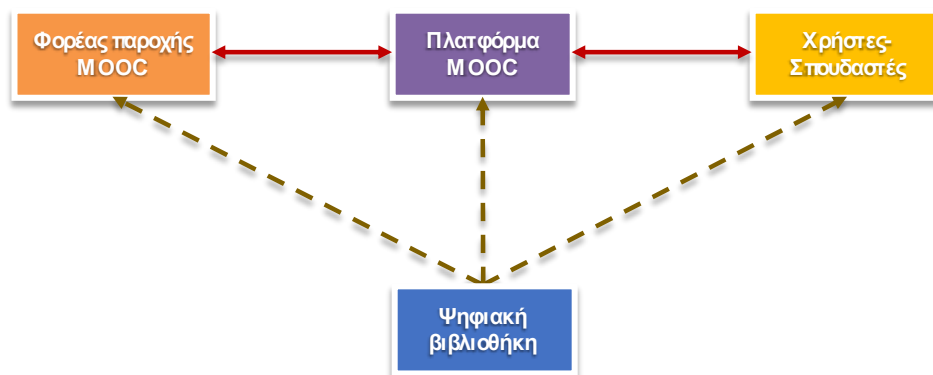 Φορέας παροχής
MOOC
Πλατφόρμα
MOOC
Χρήστες-
Σπουδαστές
Ψηφιακή
βιβλιοθήκη